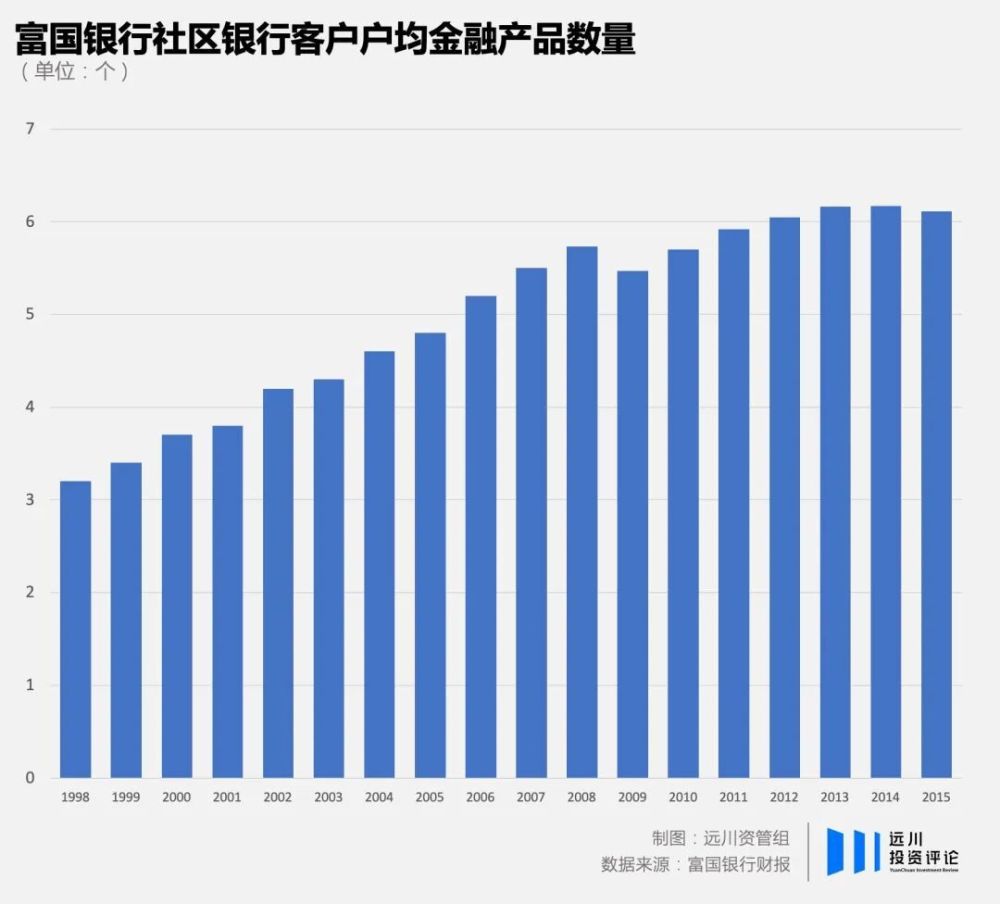 富国银行社区银行客户户均金融产品数量
（单位：个）
7
6
5
4
3
2
1
0
1998 1999 2000 2001 2002 2003 2004 2005 2006 2007 2008 2009 2010 2011 2012 2013 2014 2015
制图：远川资管组
数据来源：富国银行财报
远川
投资评论
YuanChuan Investment Review